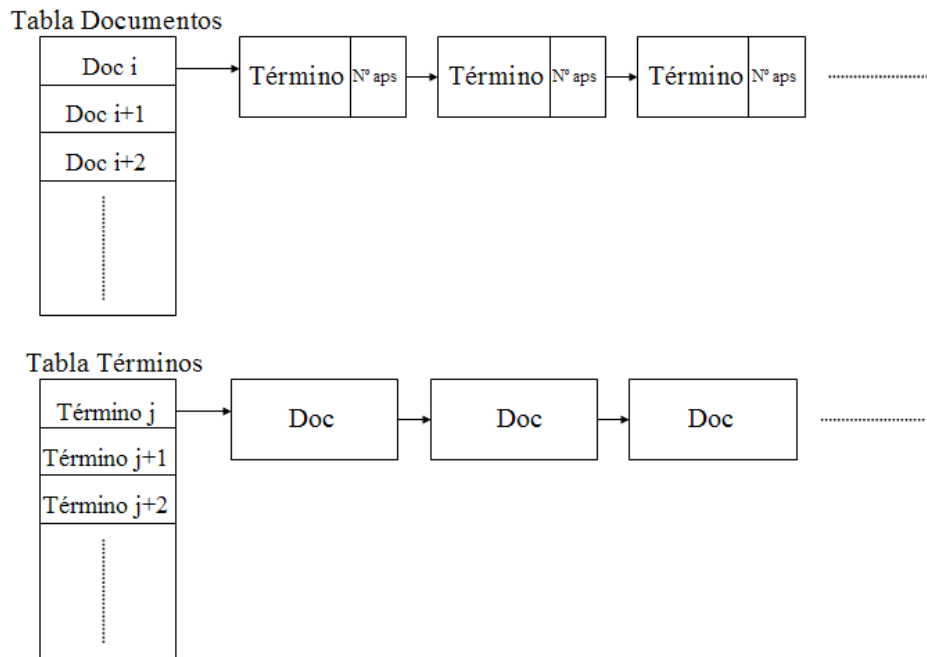 Tabla Documentos
Doc i
Término Nº aps Término Nº aps Término Nº aps
Doc i+1
Doc i+2
Tabla Términos
Término j
Doc Doc Doc
Término j+1
Término j+2